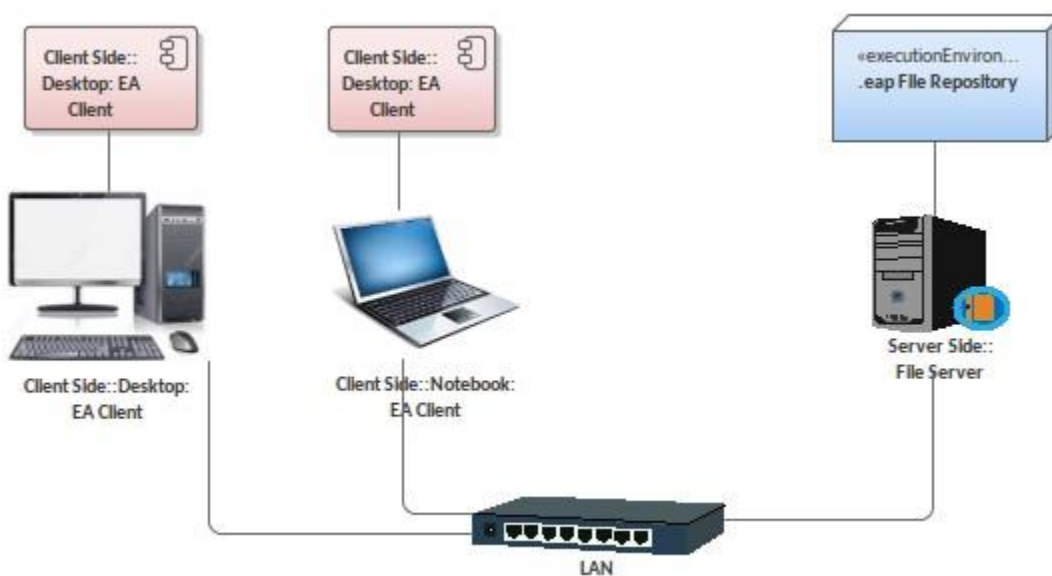 Client Side::
Desktop: EA
Client
Client Side::
Desktop: EA
Client
«executionEnviron...
.eap File Repository
Client Side::Desktop:
EA Client
Client Side::Notebook:
EA Client
Server Side::
File Server
LAN